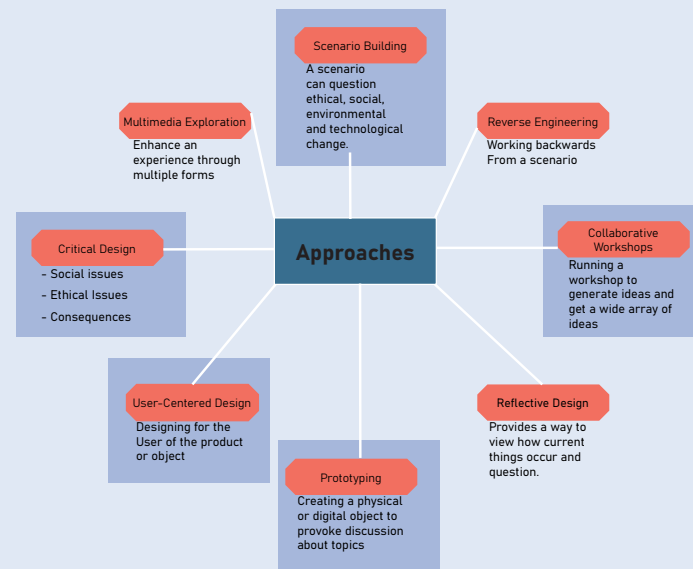 Scenario Building
A scenario
can question
ethical, social,
environmental
and technological
change.
Multimedia Exploration
Enhance an
experience through
multiple forms
Reverse Engineering
Working backwards
From a scenario
Approaches
Critical Design
- Social issues
- Ethical Issues
- Consequences
Collaborative
Workshops
Running a
workshop to
generate ideas and
get a wide array of
ideas
User-Centered Design
Designing for the
User of the product
or object
Reflective Design
Provides a way to
view how current
things occur and
question.
Prototyping
Creating a physical
or digital object to
provoke discussion
about topics